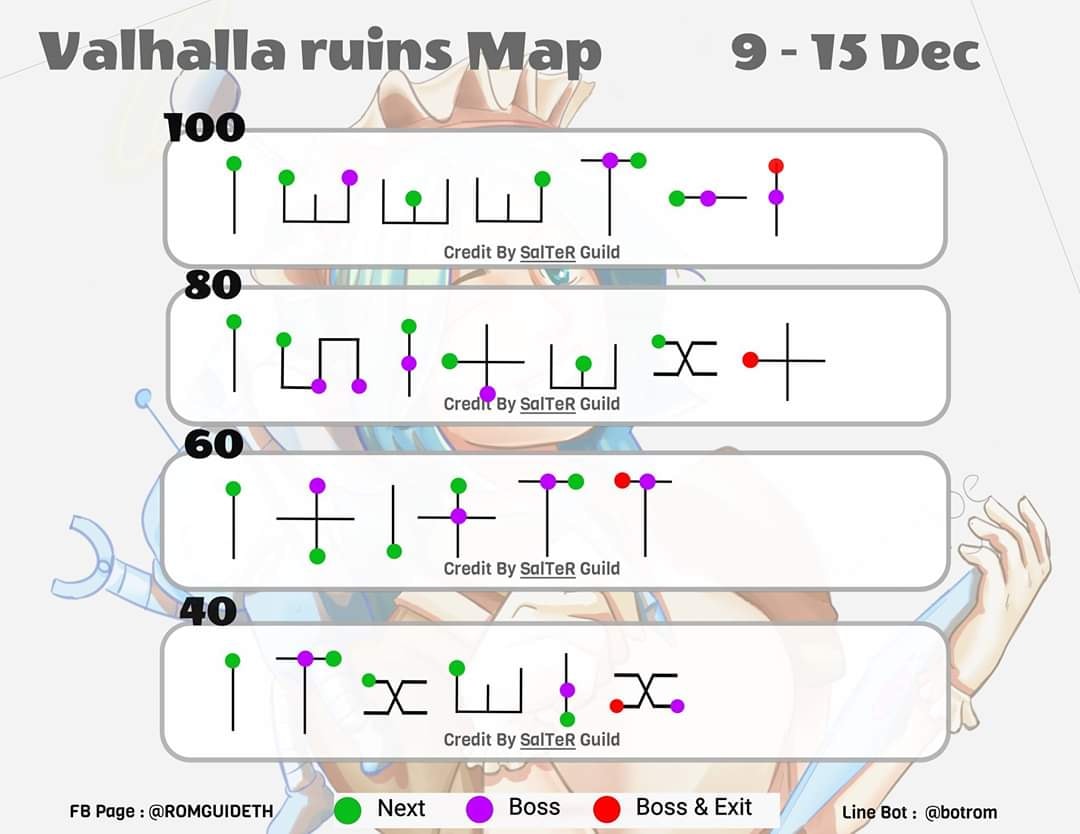 Valhalla ruins Map 9 - 15 Dec
100
Credit By SalTeR Guild
80
Credit By SalTeR Guild
60
Credit By SalTeR Guild
40
Credit By SalTeR Guild
FB Page : @ROMGUIDETH Next Boss Boss & Exit Line Bot : @botrom